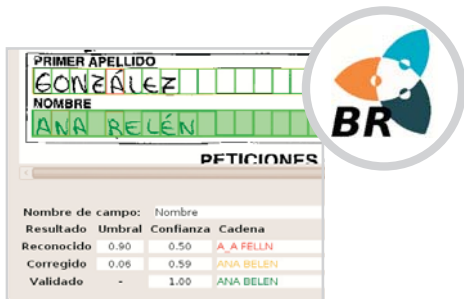 PRIMER APELLIDO
GONZÁLEZ
NOMBRE
ANA BELÉN
PETICIONES
BR
Nombre de campo: Nombre
Resultado Umbral Confianza Cadena
Reconocido 0.90 0.50 A_A FELLN
Corregido 0.06 0.59 ANA BELEN
Validado - 1.00 ANA BELEN